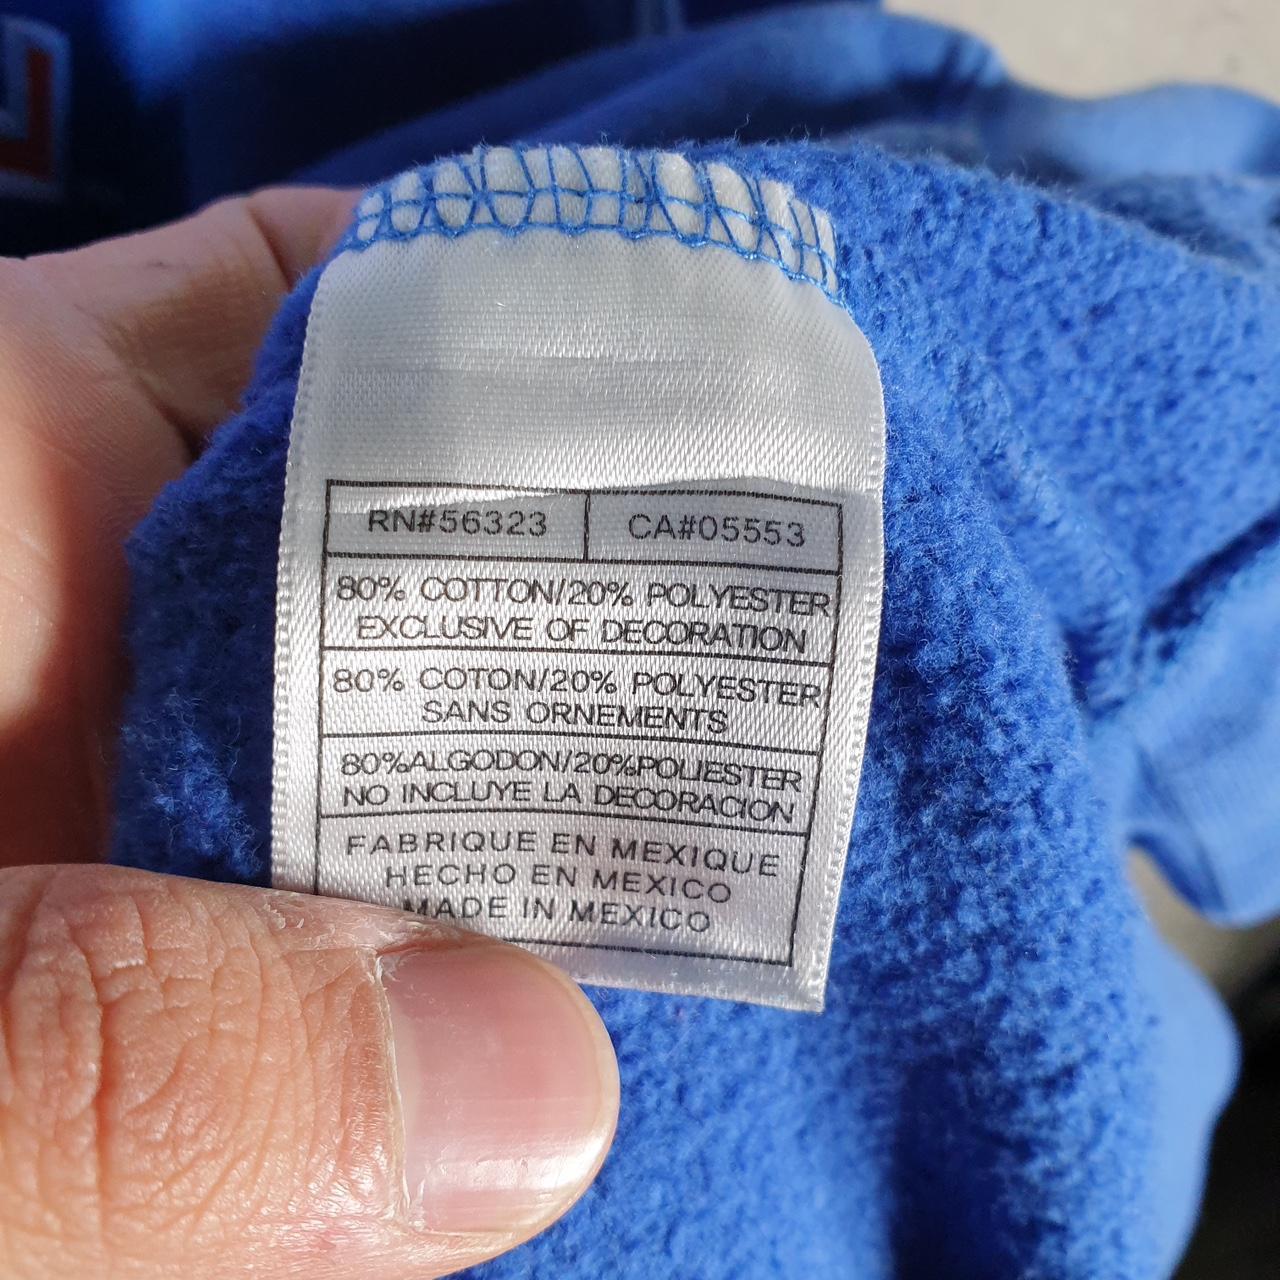 RN#56323 CA#05553
80% COTTON/20% POLYESTER
EXCLUSIVE OF DECORATION
80% COTON/20% POLYESTER
SANS ORNEMENTS
80%ALGODON/20%POLIESTER
NO INCLUYE LA DECORACION
FABRIQUE EN MEXIQUE
HECHO EN MEXICO
MADE IN MEXICO